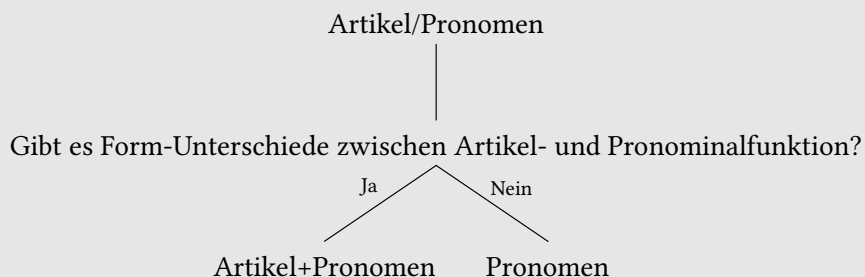 Artikel/Pronomen
Gibt es Form-Unterschiede zwischen Artikel- und Pronominalfunktion?
Ja Nein
Artikel+Pronomen Pronomen